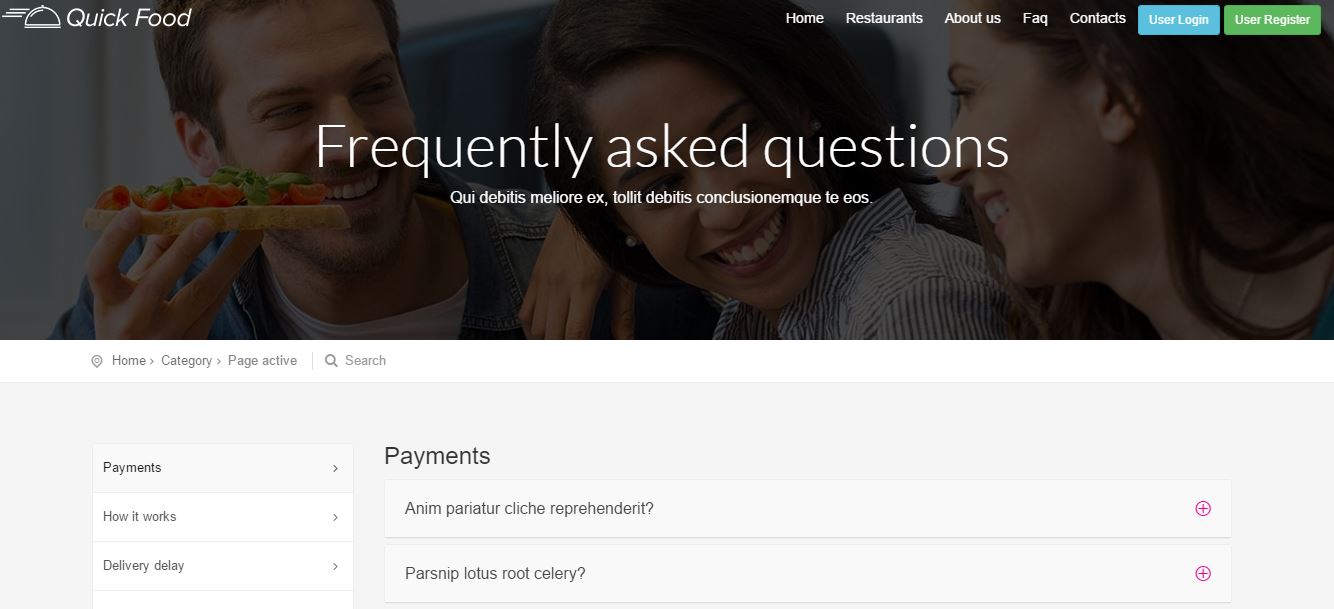 Quick Food
Home Restaurants About us Faq Contacts User Login User Register
Frequently asked questions
Qui debitis meliore ex, tollit debitis conclusionemque te eos.
Home › Category › Page active Search
Payments
How it works
Delivery delay
Payments
Anim pariatur cliche reprehenderit?
Parsnip lotus root celery?